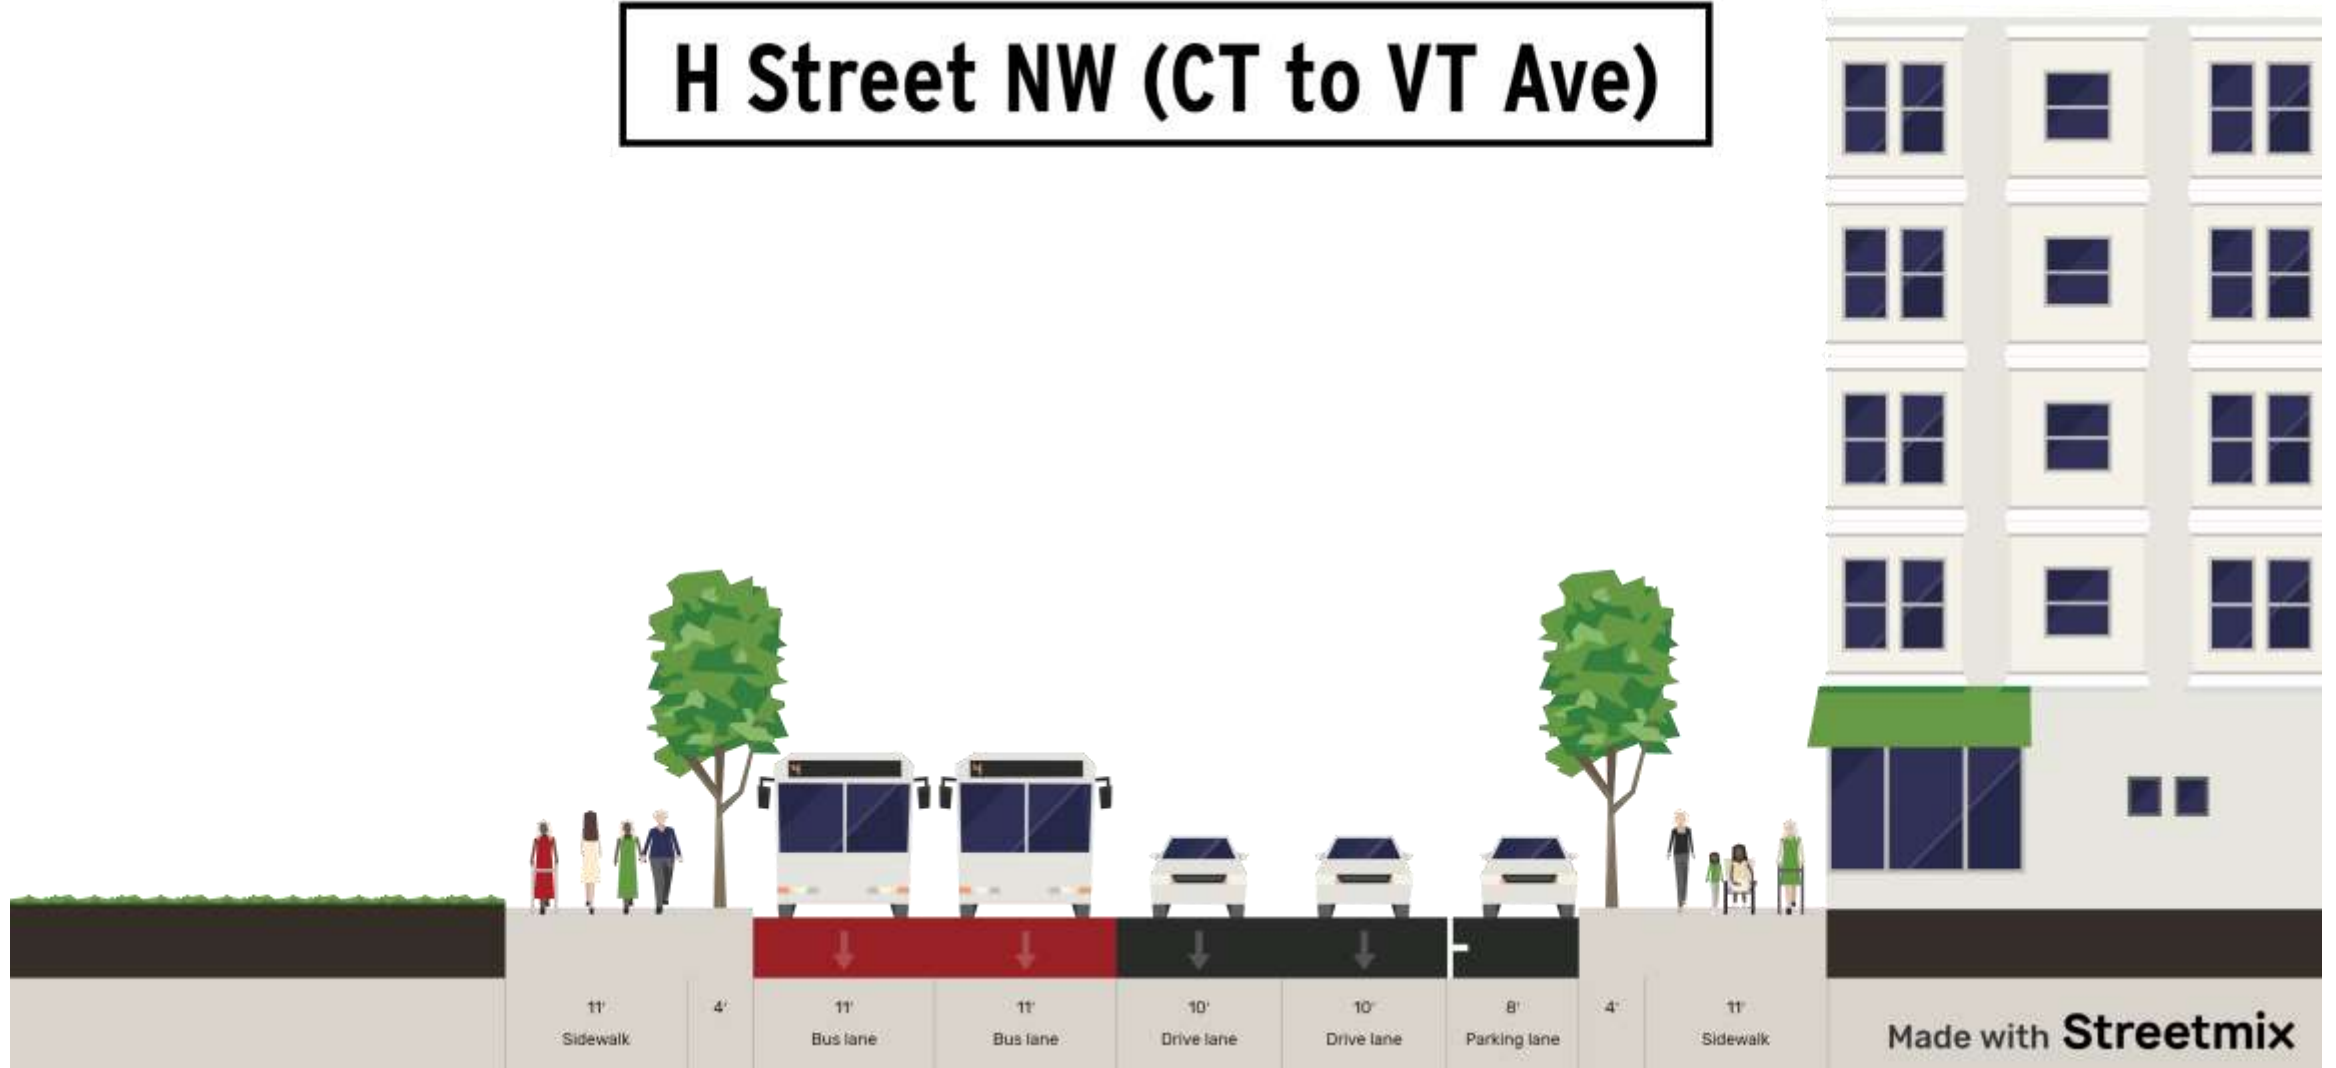 H Street NW (CT to VT Ave)
11' 4' 11' 11' 10' 10' 8' 4' 11'
Sidewalk Bus lane Bus lane Drive lane Drive lane Parking lane Sidewalk
Made with Streetmix